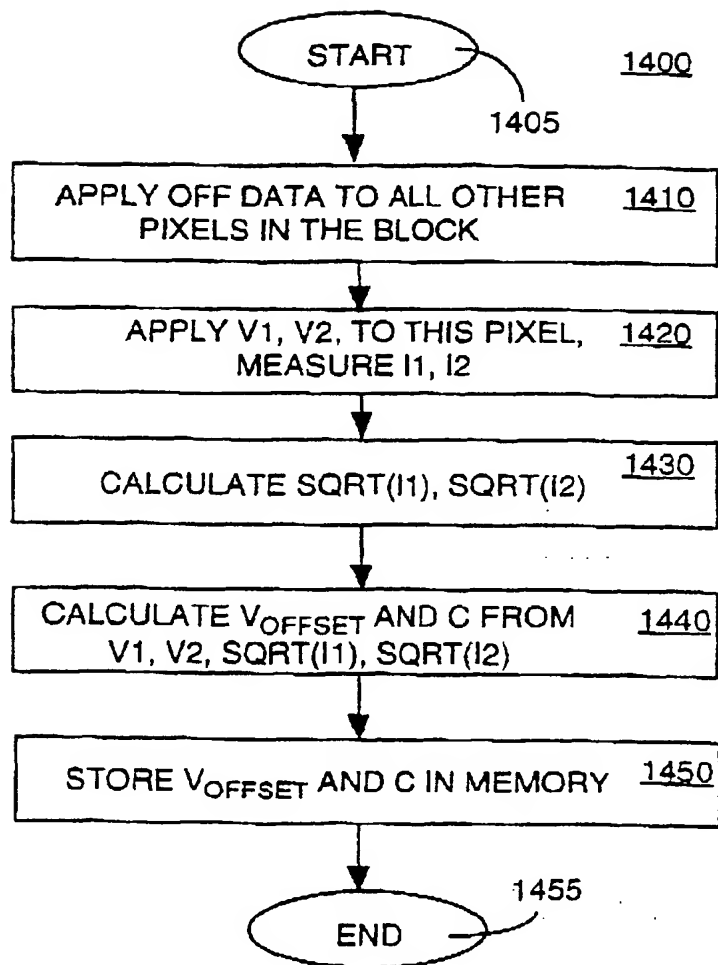 START
1400
1405
APPLY OFF DATA TO ALL OTHER 1410
PIXELS IN THE BLOCK
APPLY V1, V2, TO THIS PIXEL, 1420
MEASURE I1, I2
1430
CALCULATE SQRT(I1), SQRT(I2)
CALCULATE VOFFSET AND C FROM 1440
V1, V2, SQRT(I1), SQRT(I2)
STORE VOFFSET AND C IN MEMORY 1450
1455
END